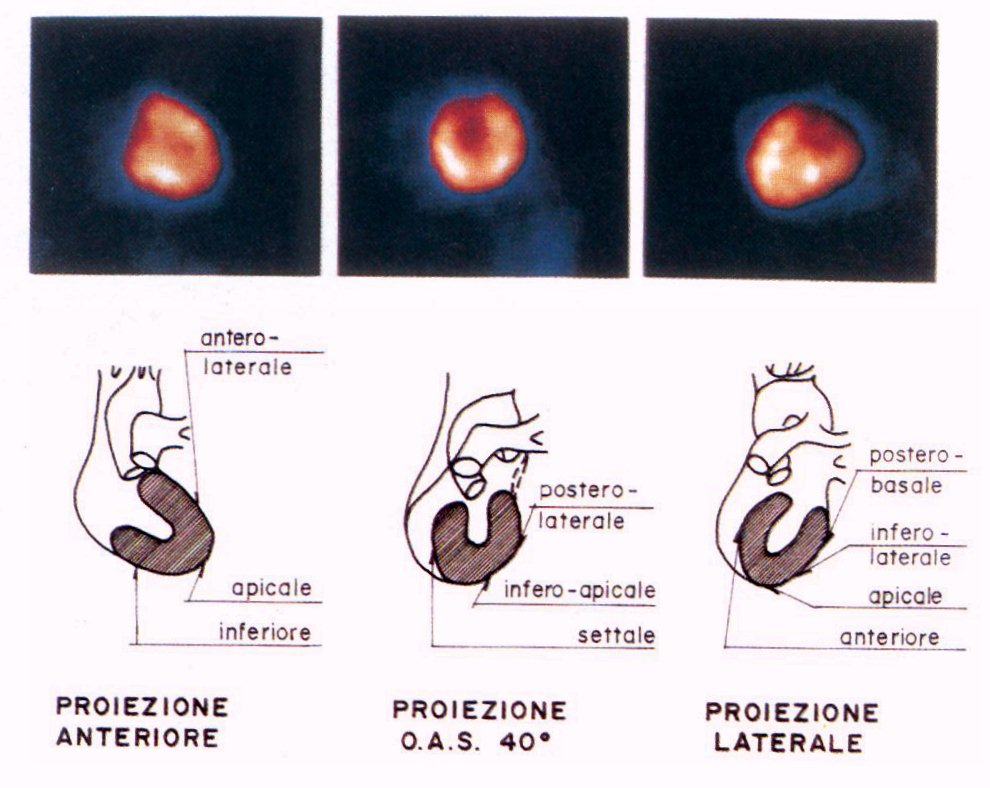 antero-
laterale
apicale
inferiore
PROIEZIONE
ANTERIORE
postero-
laterale
infero-apicale
settale
PROIEZIONE
O.A.S. 40°
postero-
basale
infero-
laterale
apicale
anteriore
PROIEZIONE
LATERALE